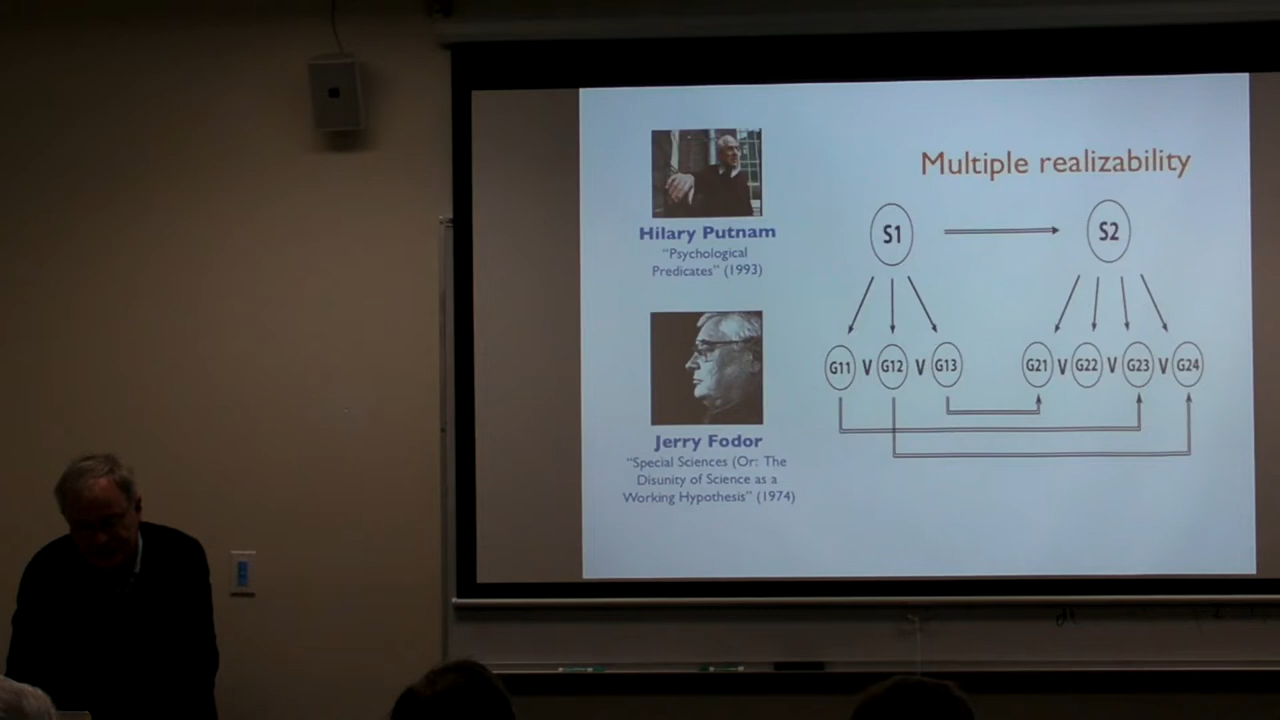 Multiple realizability
Hilary Putnam
“Psychological
Predicates” (1993)
Jerry Fodor
“Special Sciences (Or: The
Disunity of Science as a
Working Hypothesis” (1974)
S1
S2
G11 V G12 V G13
G21 V G22 V G23 V G24